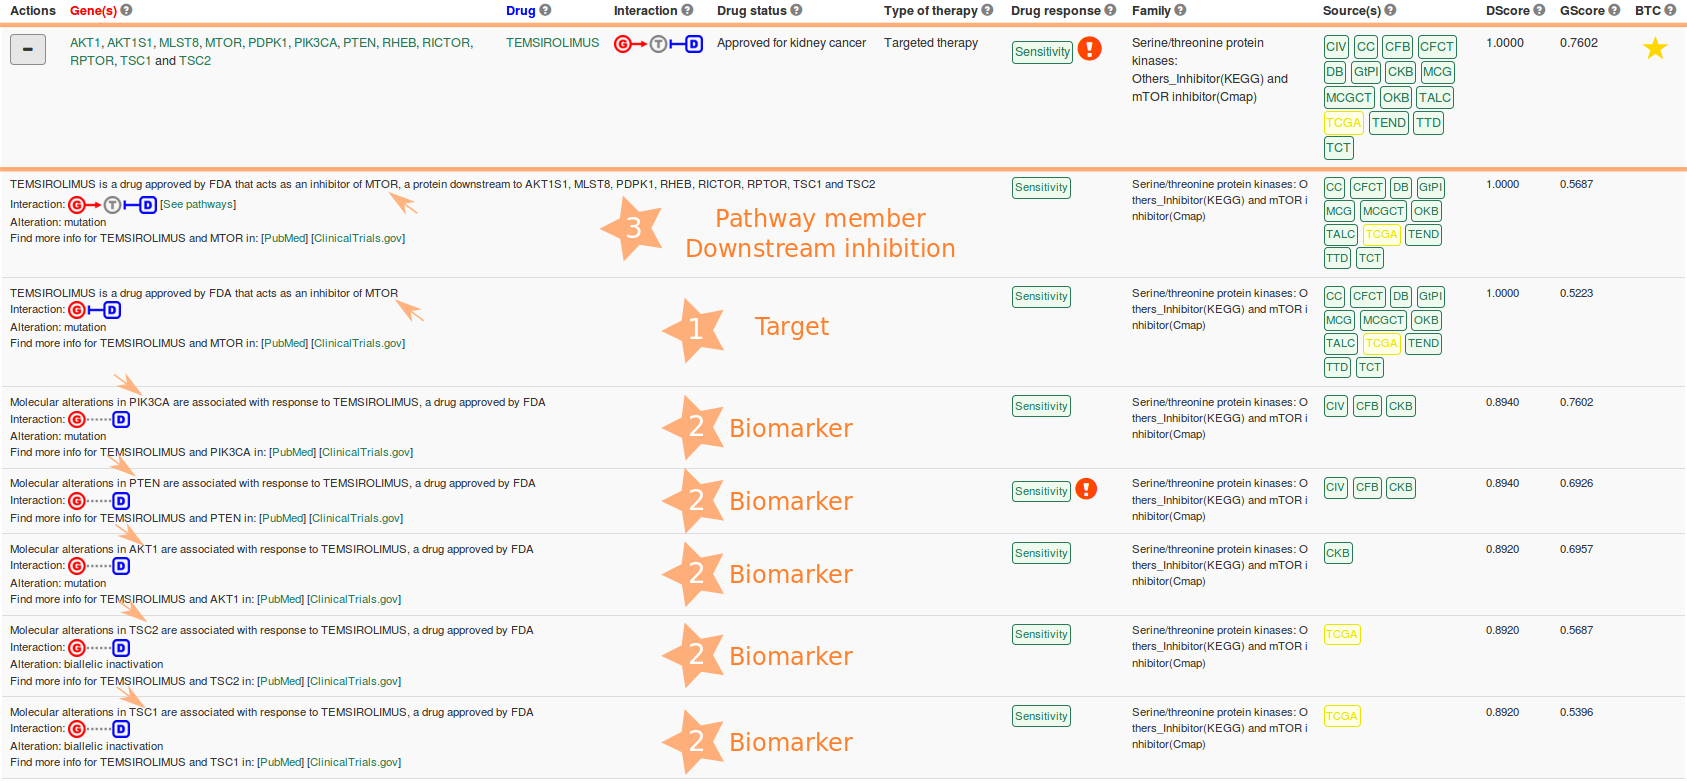 Actions Gene(s) Drug Interaction Drug status Type of therapy Drug response Family Source(s) DScore GScore BTC
AKT1, AKT1S1, MLST8, MTOR, PDPK1, PIK3CA, PTEN, RHEB, RICTOR,
RPTOR, TSC1 and TSC2
TEMSIROLIMUS
G T D
Approved for kidney cancer
Targeted therapy
Sensitivity !
Serine/threonine protein
kinases:
Others_Inhibitor(KEGG) and
mTOR inhibitor(Cmap)
CIV CC CFB CFCT
DB GtPl CKB MCG
MCGCT OKB TALC
TCGA TEND TTD
TCT
1.0000
0.7602
TEMSIROLIMUS is a drug approved by FDA that acts as an inhibitor of MTOR, a protein downstream to AKT1S1, MLST8, PDPK1, RHEB, RICTOR, RPTOR, TSC1 and TSC2
Interaction: G T D [See pathways]
Alteration: mutation
Find more info for TEMSIROLIMUS and MTOR in: [PubMed] [ClinicalTrials.gov]
3
Pathway member
Downstream inhibition
Sensitivity
Serine/threonine protein kinases: O
thers_Inhibitor(KEGG) and mTOR i
nhibitor(Cmap)
CC CFCT DB GtPl
MCG MCGCT OKB
TALC TCGA TEND
TTD TCT
1.0000
0.5687
TEMSIROLIMUS is a drug approved by FDA that acts as an inhibitor of MTOR
Interaction: G D
Alteration: mutation
Find more info for TEMSIROLIMUS and MTOR in: [PubMed] [ClinicalTrials.gov]
1
Target
Sensitivity
Serine/threonine protein kinases: O
thers_Inhibitor(KEGG) and mTOR i
nhibitor(Cmap)
CC CFCT DB GtPl
MCG MCGCT OKB
TALC TCGA TEND
TTD TCT
1.0000
0.5223
Molecular alterations in PIK3CA are associated with response to TEMSIROLIMUS, a drug approved by FDA
Interaction: G D
Alteration: mutation
Find more info for TEMSIROLIMUS and PIK3CA in: [PubMed] [ClinicalTrials.gov]
2
Biomarker
Sensitivity
Serine/threonine protein kinases: O
thers_Inhibitor(KEGG) and mTOR i
nhibitor(Cmap)
CIV CFB CKB
0.8940
0.7602
Molecular alterations in PTEN are associated with response to TEMSIROLIMUS, a drug approved by FDA
Interaction: G D
Find more info for TEMSIROLIMUS and PTEN in: [PubMed] [ClinicalTrials.gov]
2
Biomarker
Sensitivity !
Serine/threonine protein kinases: O
thers_Inhibitor(KEGG) and mTOR i
nhibitor(Cmap)
CIV CFB CKB
0.8940
0.6926
Molecular alterations in AKT1 are associated with response to TEMSIROLIMUS, a drug approved by FDA
Interaction: G D
Alteration: mutation
Find more info for TEMSIROLIMUS and AKT1 in: [PubMed] [ClinicalTrials.gov]
2
Biomarker
Sensitivity
Serine/threonine protein kinases: O
thers_Inhibitor(KEGG) and mTOR i
nhibitor(Cmap)
CKB
0.8920
0.6957
Molecular alterations in TSC2 are associated with response to TEMSIROLIMUS, a drug approved by FDA
Interaction: G D
Alteration: biallelic inactivation
Find more info for TEMSIROLIMUS and TSC2 in: [PubMed] [ClinicalTrials.gov]
2
Biomarker
Sensitivity
Serine/threonine protein kinases: O
thers_Inhibitor(KEGG) and mTOR i
nhibitor(Cmap)
TCGA
0.8920
0.5687
Molecular alterations in TSC1 are associated with response to TEMSIROLIMUS, a drug approved by FDA
Interaction: G D
Alteration: biallelic inactivation
Find more info for TEMSIROLIMUS and TSC1 in: [PubMed] [ClinicalTrials.gov]
2
Biomarker
Sensitivity
Serine/threonine protein kinases: O
thers_Inhibitor(KEGG) and mTOR i
nhibitor(Cmap)
TCGA
0.8920
0.5396